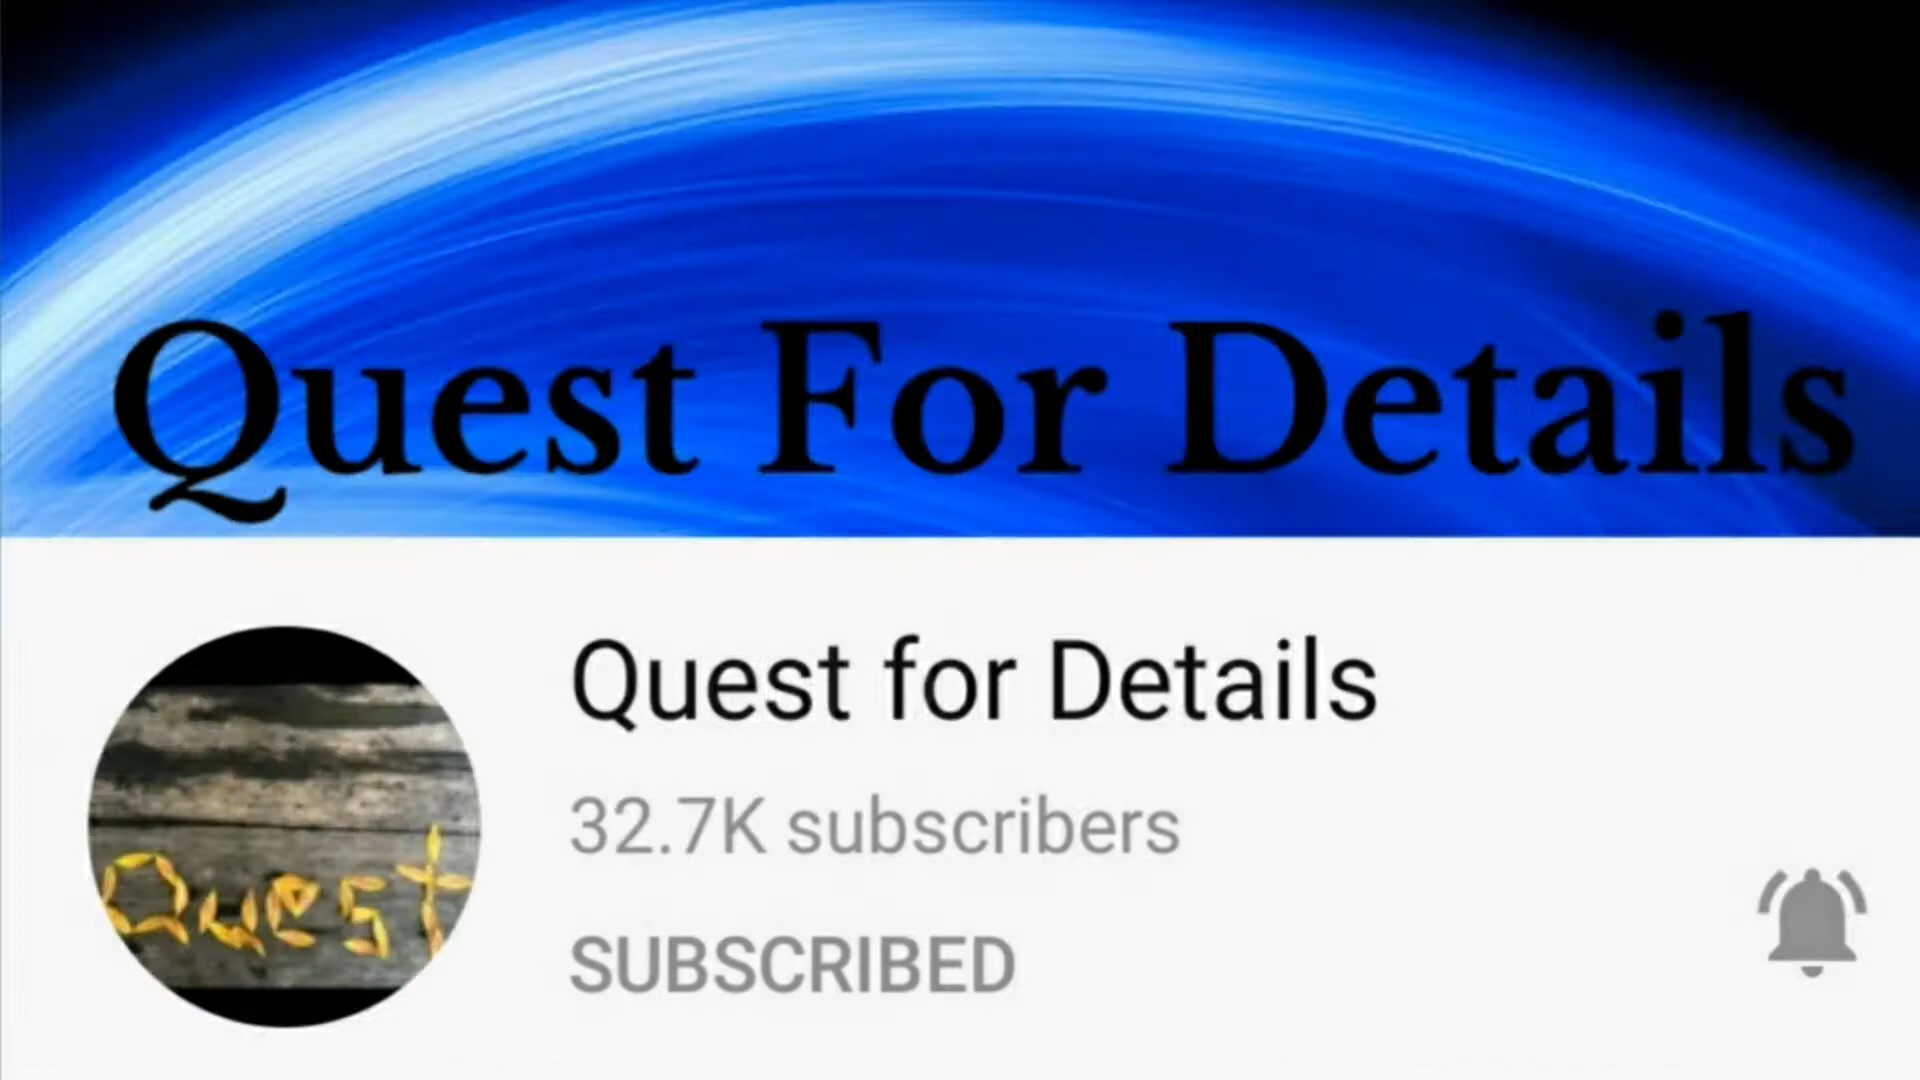 Quest For Details
Quest for Details
32.7K subscribers
Quest
SUBSCRIBED